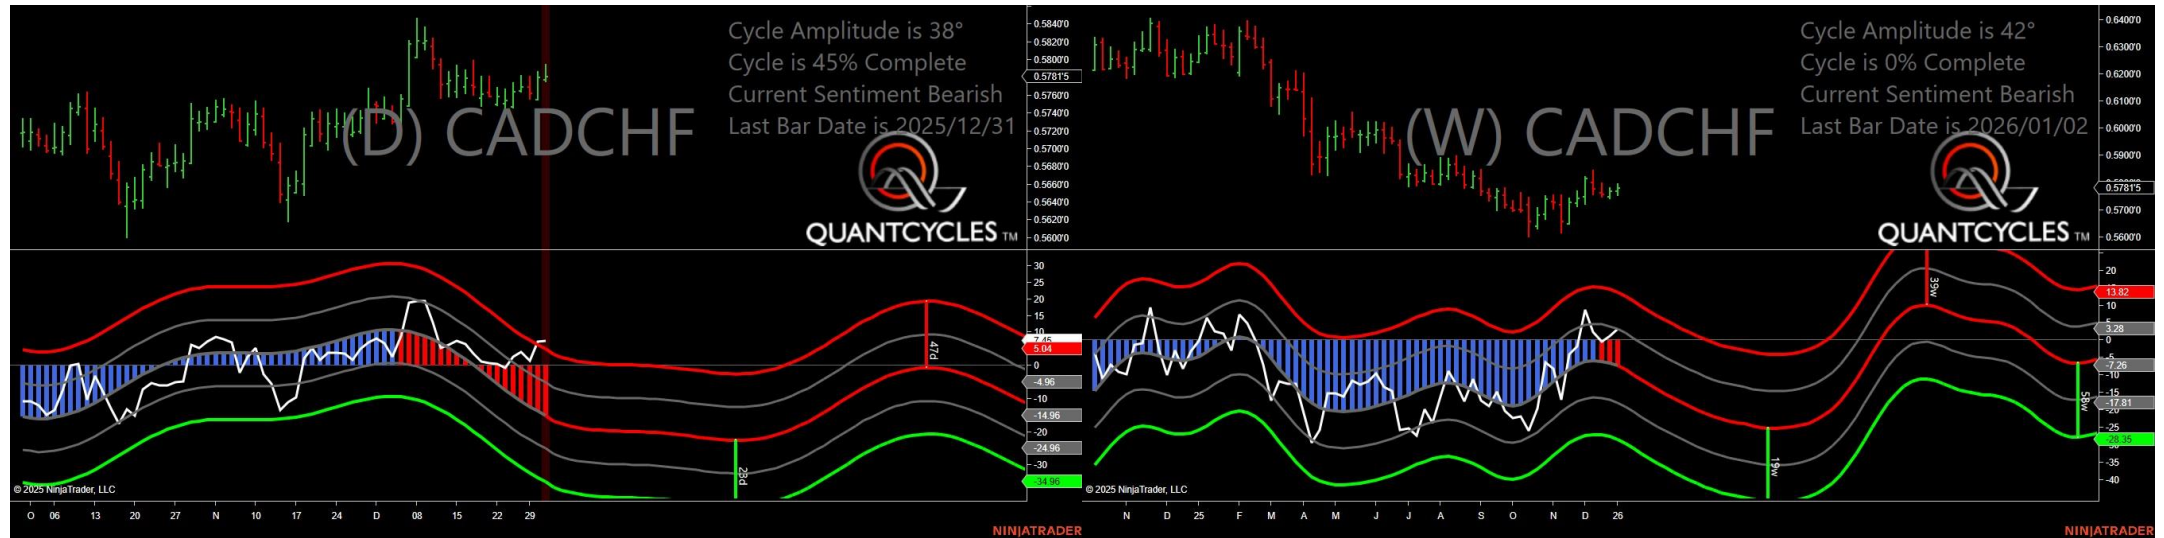 Cycle Amplitude is 38°
Cycle is 45% Complete
Current Sentiment Bearish
Last Bar Date is 2025/12/31
(D) CADCHF
QUANTCYCLES TM
0.5840'0
0.5820'0
0.5800'0
0.5781'5
0.5760'0
0.5740'0
0.5720'0
0.5700'0
0.5680'0
0.5660'0
0.5640'0
0.5620'0
0.5600'0
30
25
20
15
10
7.45
5.04
0
-4.96
-10
-14.96
-20
-24.96
-30
-34.96
47d
23d
© 2025 NinjaTrader, LLC
O 06 13 20 27 N 10 17 24 D 08 15 22 29
NINJATRADER
Cycle Amplitude is 42°
Cycle is 0% Complete
Current Sentiment Bearish
Last Bar Date is 2026/01/02
(W) CADCHF
QUANTCYCLES TM
0.6400'0
0.6300'0
0.6200'0
0.6100'0
0.6000'0
0.5900'0
0.5781'5
0.5700'0
0.5600'0
20
13.82
10
3.28
0
-5
-7.26
-10
-15
-17.81
-20
-25
-28.35
-35
-40
39w
58w
19w
© 2025 NinjaTrader, LLC
N D 25 F M A M J J A S O N D 26
NINJATRADER